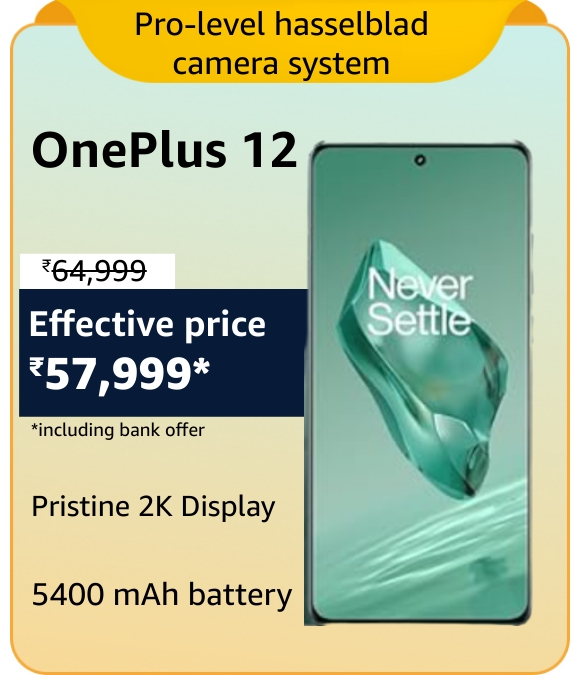 Pro-level hasselblad
camera system
OnePlus 12
₹64,999
Effective price
₹57,999*
*including bank offer
Never
Settle
Pristine 2K Display
5400 mAh battery